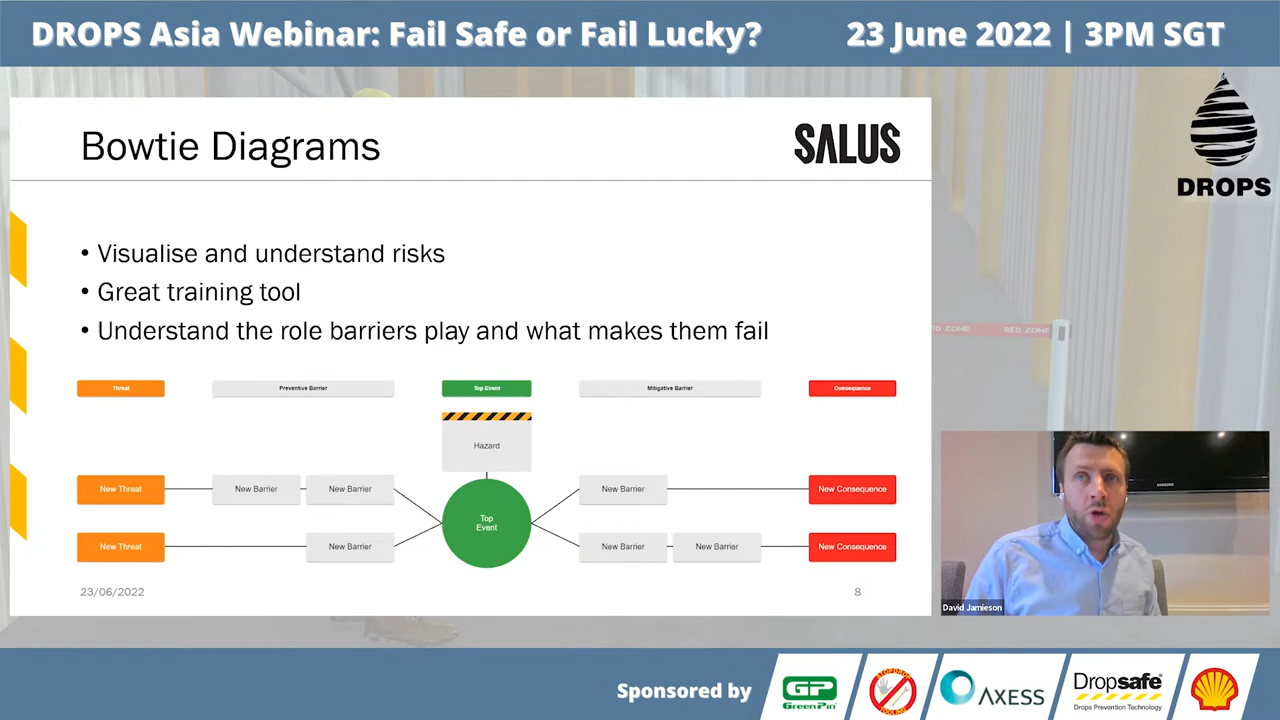 DROPS Asia Webinar: Fail Safe or Fail Lucky?
23 June 2022 | 3PM SGT
Bowtie Diagrams
SALUS
DROPS
• Visualise and understand risks
• Great training tool
• Understand the role barriers play and what makes them fail
RED ZONE
RED ZONE
Threat
Preventive Barrier
Top Event
Mitigative Barrier
Consequence
Hazard
New Threat
New Barrier
New Barrier
New Barrier
New Consequence
Top
Event
New Threat
New Barrier
New Barrier
New Barrier
New Consequence
23/06/2022
8
SAMSUNG
David Jamieson
Sponsored by
GP
GreenPin
STOPDROP
TOOLING
AXESS
Dropsafe
Drops Prevention Technology